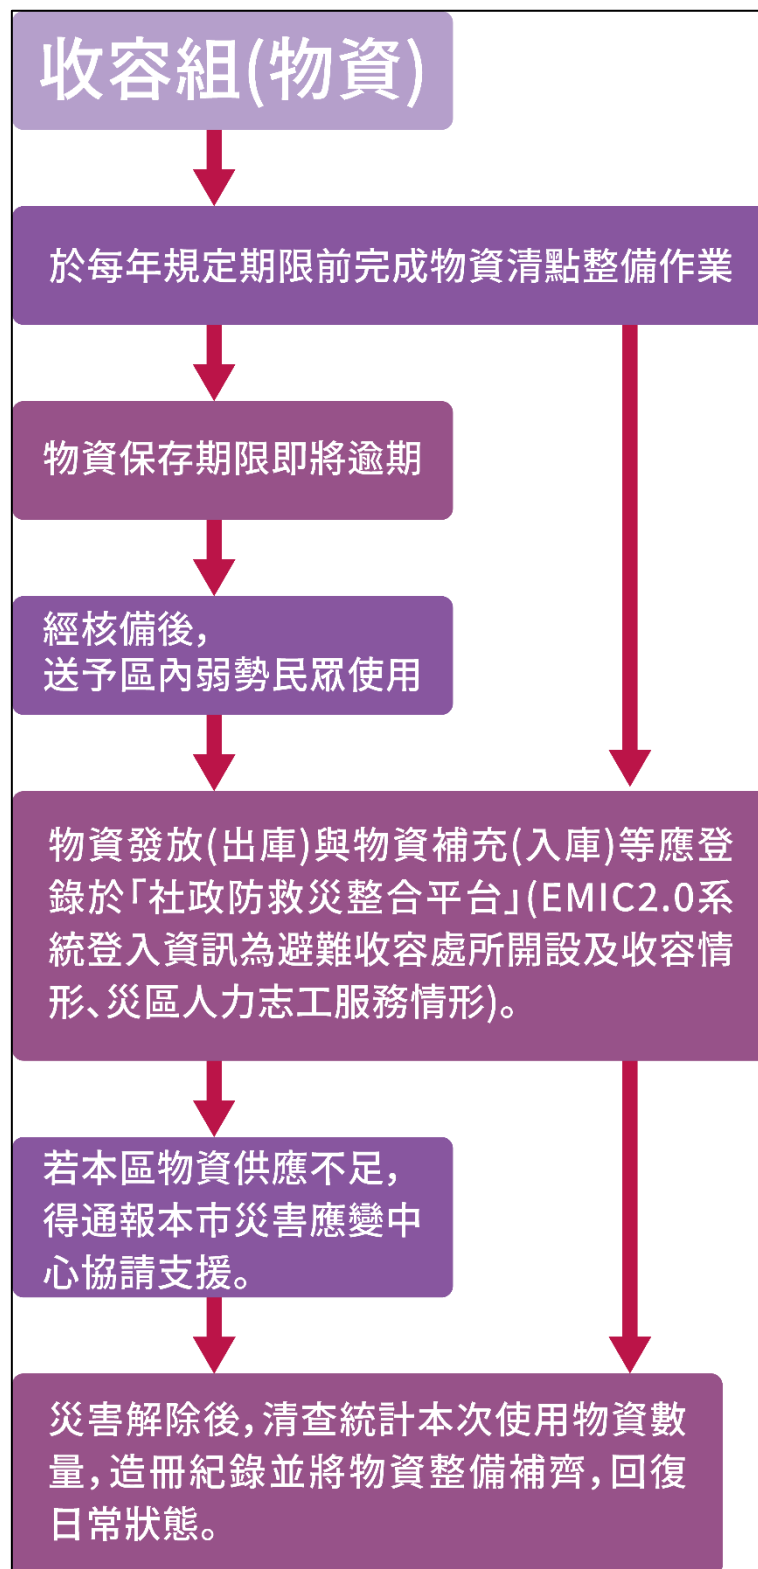 收容組(物資)
於每年規定期限前完成物資清點整備作業
物資保存期限即將逾期
經核備後，
送予區內弱勢民眾使用
物資發放(出庫)與物資補充(入庫)等應登
錄於「社政防救災整合平台」(EMIC2.0系
統登入資訊為避難收容處所開設及收容情
形、災區人力志工服務情形)。
若本區物資供應不足，
得通報本市災害應變中
心協請支援。
災害解除後，清查統計本次使用物資數
量，造冊紀錄並將物資整備補齊，回復
日常狀態。